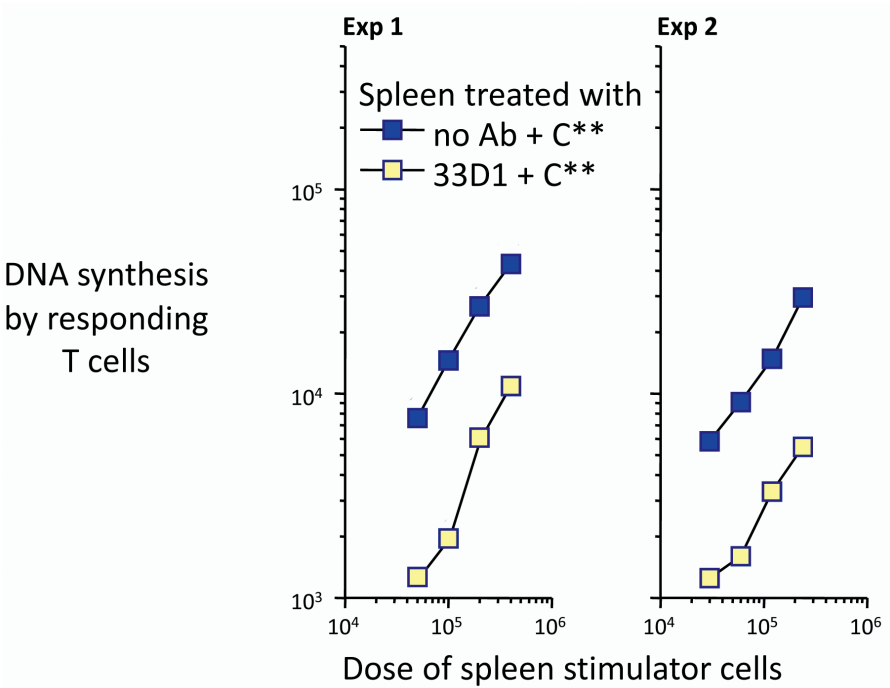 Exp 1
Exp 2
Spleen treated with
no Ab + C**
33D1 + C**
10⁵
DNA synthesis
by responding
T cells
10⁴
10³
10⁴ 10⁵ 10⁶
10⁴ 10⁵ 10⁶
Dose of spleen stimulator cells